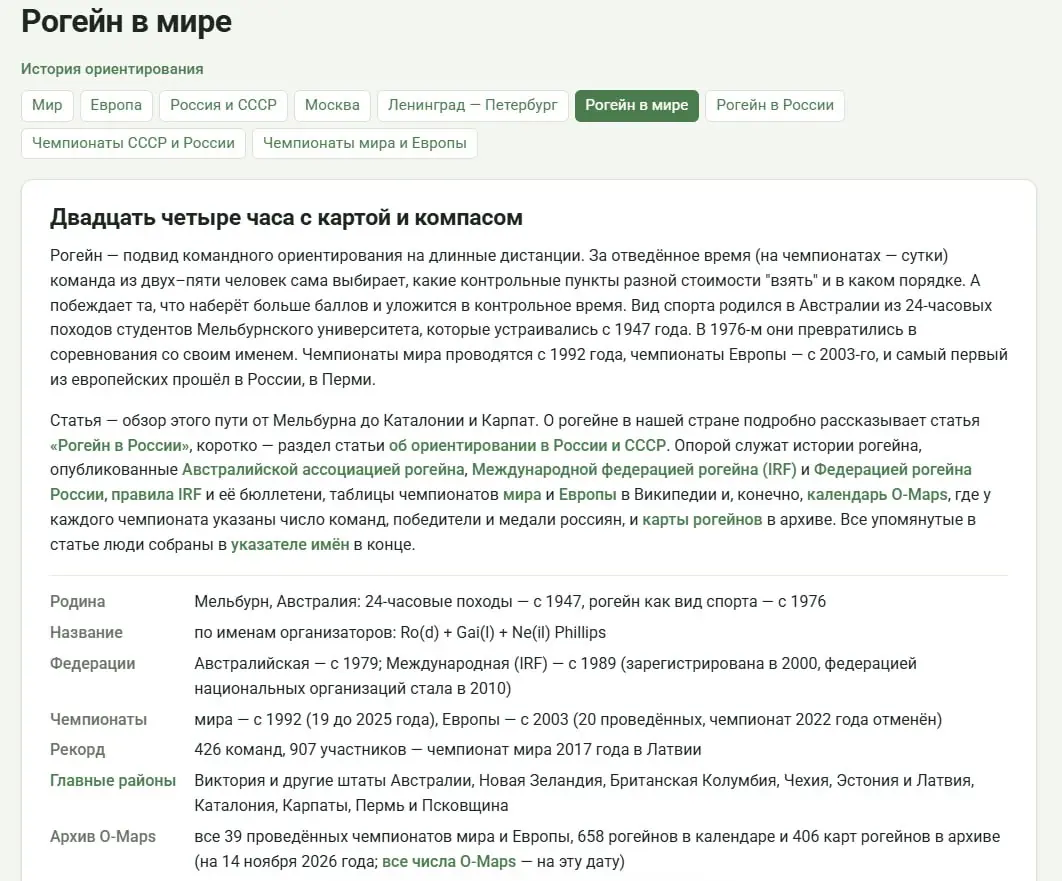 Рогейн в мире
История ориентирования
Мир Европа Россия и СССР Москва Ленинград — Петербург Рогейн в мире Рогейн в России
Чемпионаты СССР и России Чемпионаты мира и Европы
Двадцать четыре часа с картой и компасом
Рогейн — подвид командного ориентирования на длинные дистанции. За отведённое время (на чемпионатах — сутки)
команда из двух–пяти человек сама выбирает, какие контрольные пункты разной стоимости "взять" и в каком порядке. А
побеждает та, что наберёт больше баллов и уложится в контрольное время. Вид спорта родился в Австралии из 24-часовых
походов студентов Мельбурнского университета, которые устраивались с 1947 года. В 1976-м они превратились в
соревнования со своим именем. Чемпионаты мира проводятся с 1992 года, чемпионаты Европы — с 2003-го, и самый первый
из европейских прошёл в России, в Перми.
Статья — обзор этого пути от Мельбурна до Каталонии и Карпат. О рогейне в нашей стране подробно рассказывает статья
«Рогейн в России», коротко — раздел статьи об ориентировании в России и СССР. Опорой служат истории рогейна,
опубликованные Австралийской ассоциацией рогейна, Международной федерацией рогейна (IRF) и Федерацией рогейна
России, правила IRF и её бюллетени, таблицы чемпионатов мира и Европы в Википедии и, конечно, календарь O-Maps, где у
каждого чемпионата указаны число команд, победители и медали россиян, и карты рогейнов в архиве. Все упомянутые в
статье люди собраны в указателе имён в конце.
Родина Мельбурн, Австралия: 24-часовые походы — с 1947, рогейн как вид спорта — с 1976
Название по именам организаторов: Ro(d) + Gai(l) + Ne(il) Phillips
Федерации Австралийская — с 1979; Международная (IRF) — с 1989 (зарегистрирована в 2000, федерацией
национальных организаций стала в 2010)
Чемпионаты мира — с 1992 (19 до 2025 года), Европы — с 2003 (20 проведённых, чемпионат 2022 года отменён)
Рекорд 426 команд, 907 участников — чемпионат мира 2017 года в Латвии
Главные районы Виктория и другие штаты Австралии, Новая Зеландия, Британская Колумбия, Чехия, Эстония и Латвия,
Каталония, Карпаты, Пермь и Псковщина
Архив O-Maps все 39 проведённых чемпионатов мира и Европы, 658 рогейнов в календаре и 406 карт рогейнов в архиве
(на 14 ноября 2026 года; все числа O-Maps — на эту дату)